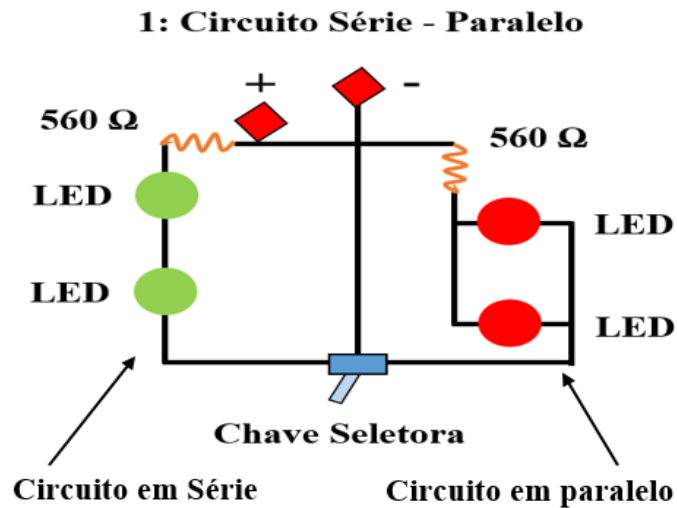 1: Circuito Série - Paralelo
+ -
560 Ω
560 Ω
LED
LED
LED
LED
Chave Seletora
Circuito em Série
Circuito em paralelo